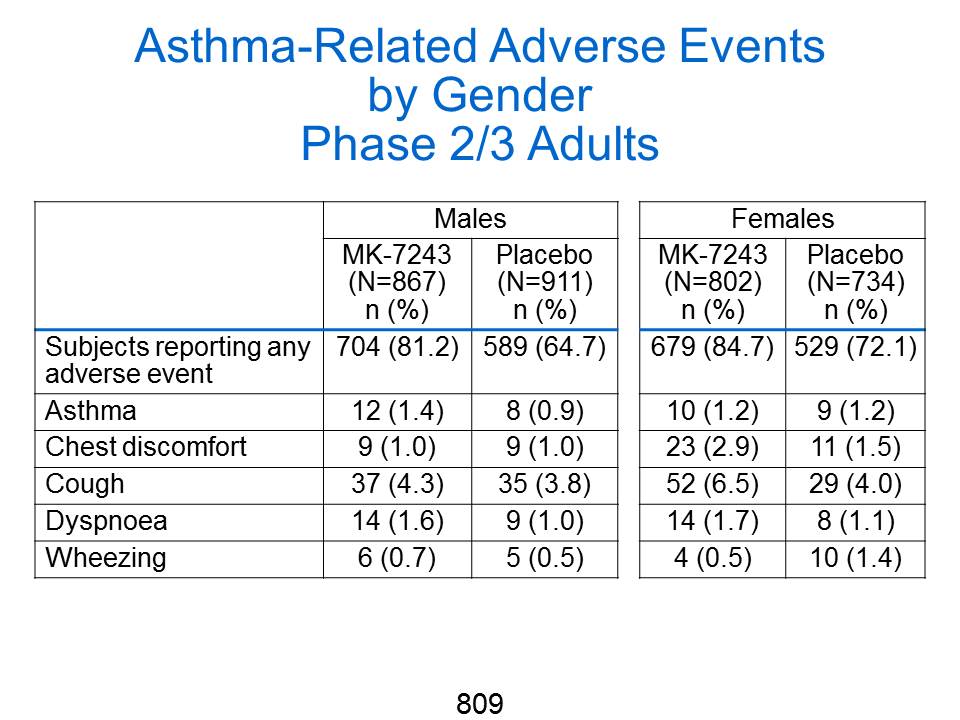 Asthma-Related Adverse Events
by Gender
Phase 2/3 Adults
Males Females
MK-7243 Placebo MK-7243 Placebo
(N=867) (N=911) (N=802) (N=734)
n (%) n (%) n (%) n (%)
Subjects reporting any 704 (81.2) 589 (64.7) 679 (84.7) 529 (72.1)
adverse event
Asthma 12 (1.4) 8 (0.9) 10 (1.2) 9 (1.2)
Chest discomfort 9 (1.0) 9 (1.0) 23 (2.9) 11 (1.5)
Cough 37 (4.3) 35 (3.8) 52 (6.5) 29 (4.0)
Dyspnoea 14 (1.6) 9 (1.0) 14 (1.7) 8 (1.1)
Wheezing 6 (0.7) 5 (0.5) 4 (0.5) 10 (1.4)
809